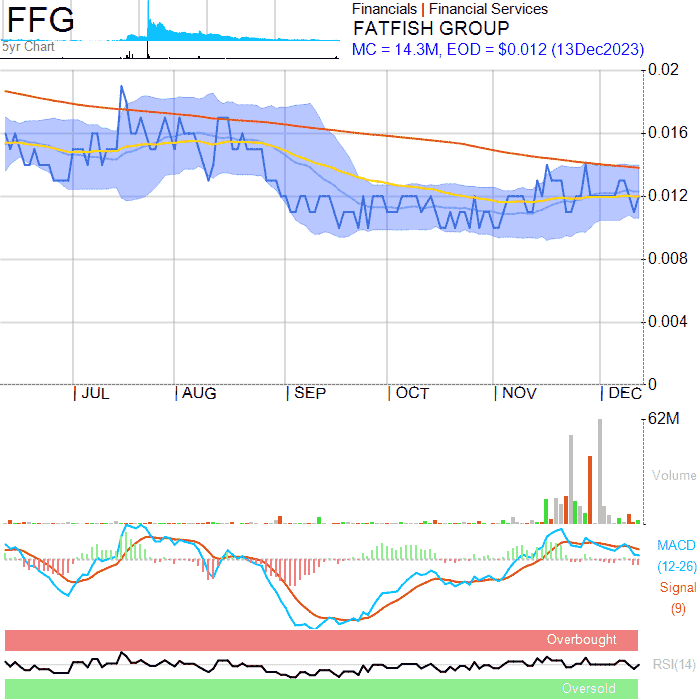 FFG
5yr Chart
Financials | Financial Services
FATFISH GROUP
MC = 14.3M, EOD = $0.012 (13Dec2023)
0.02
0.016
0.012
0.008
0.004
0
| JUL | AUG | SEP | OCT | NOV | DEC
62M
Volume
MACD
(12-26)
Signal
(9)
Overbought
RSI(14)
Oversold